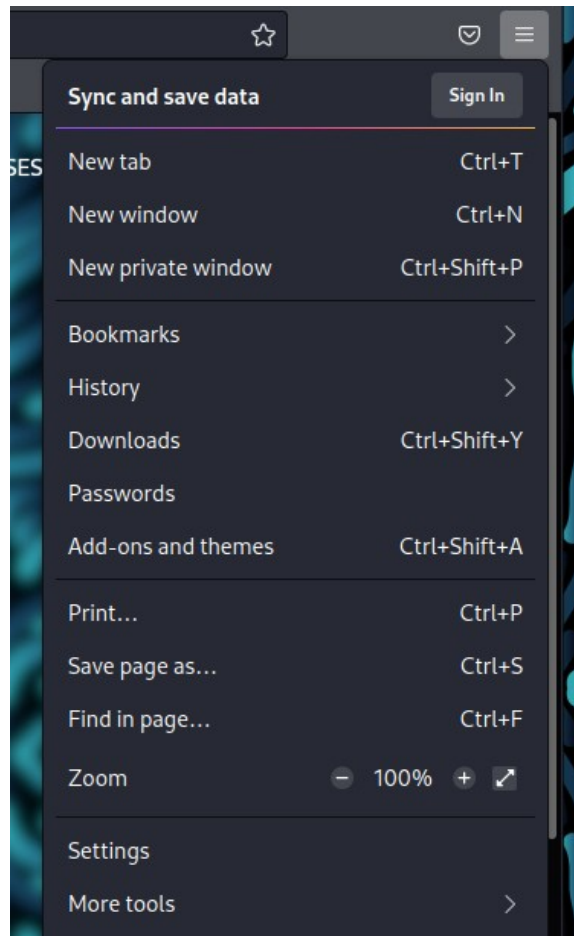 Sync and save data Sign In
SES
New tab Ctrl+T
New window Ctrl+N
New private window Ctrl+Shift+P
Bookmarks
History
Downloads Ctrl+Shift+Y
Passwords
Add-ons and themes Ctrl+Shift+A
Print… Ctrl+P
Save page as… Ctrl+S
Find in page… Ctrl+F
Zoom − 100% +
Settings
More tools